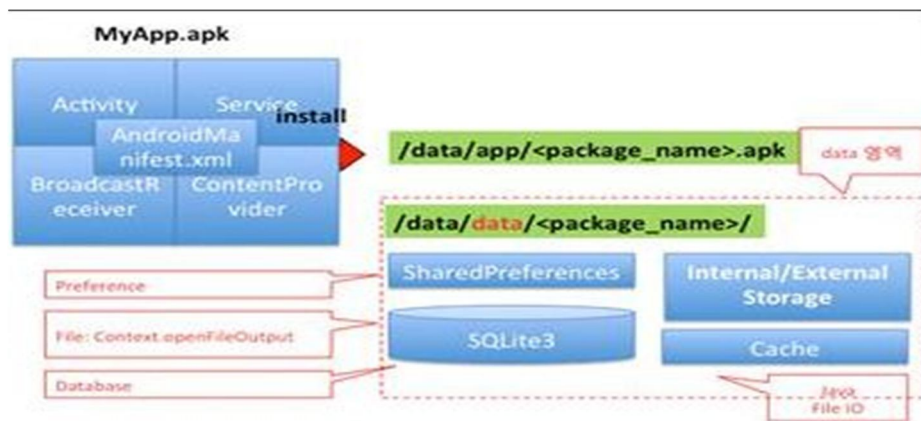 MyApp.apk
Activity
Service
install
AndroidMa
nifest.xml
BroadcastR
eceiver
ContentPro
vider
/data/app/<package_name>.apk
data 영역
/data/data/<package_name>/
SharedPreferences
Internal/External
Storage
Preference
File: Context.openFileOutput
SQLite3
Cache
Database
Java
File IO